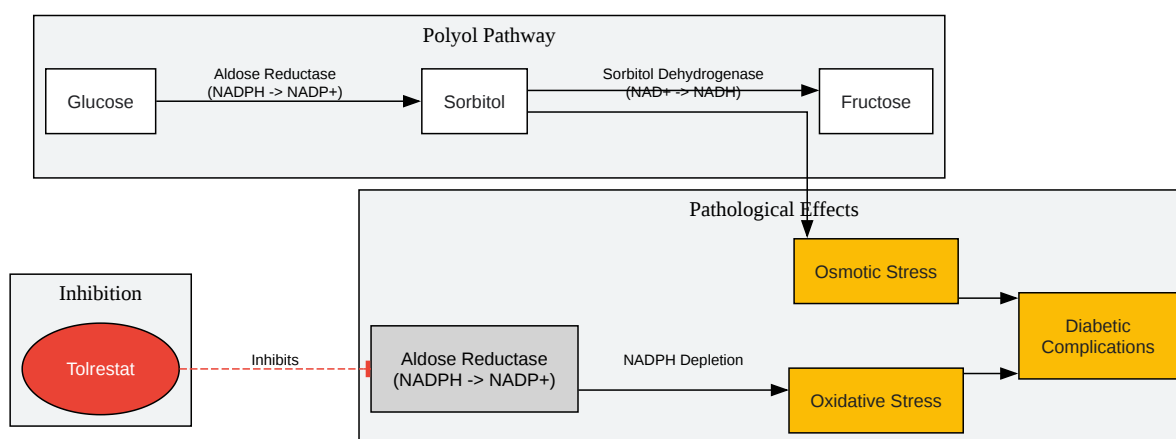 Polyol Pathway
Glucose
Aldose Reductase
(NADPH -> NADP+)
Sorbitol
Sorbitol Dehydrogenase
(NAD+ -> NADH)
Fructose
Pathological Effects
Osmotic Stress
Diabetic
Complications
Inhibition
Tolrestat
Inhibits
Aldose Reductase
(NADPH -> NADP+)
NADPH Depletion
Oxidative Stress